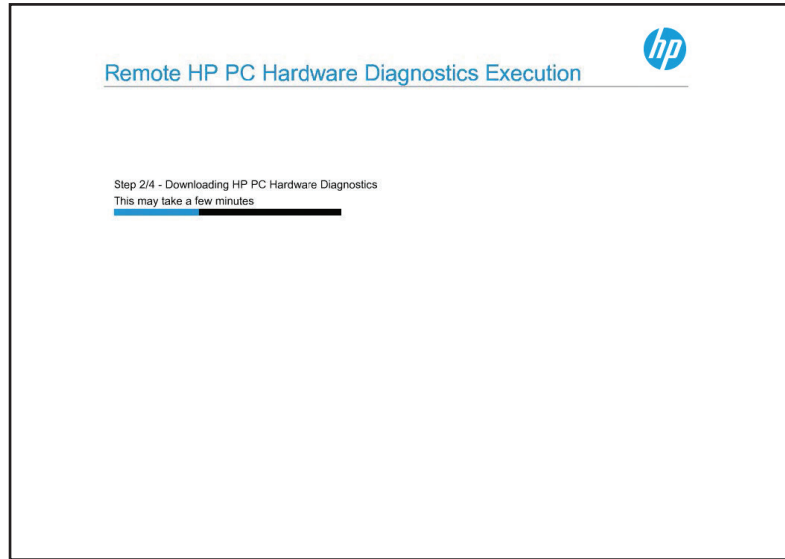 hp
Remote HP PC Hardware Diagnostics Execution
Step 2/4 - Downloading HP PC Hardware Diagnostics
This may take a few minutes